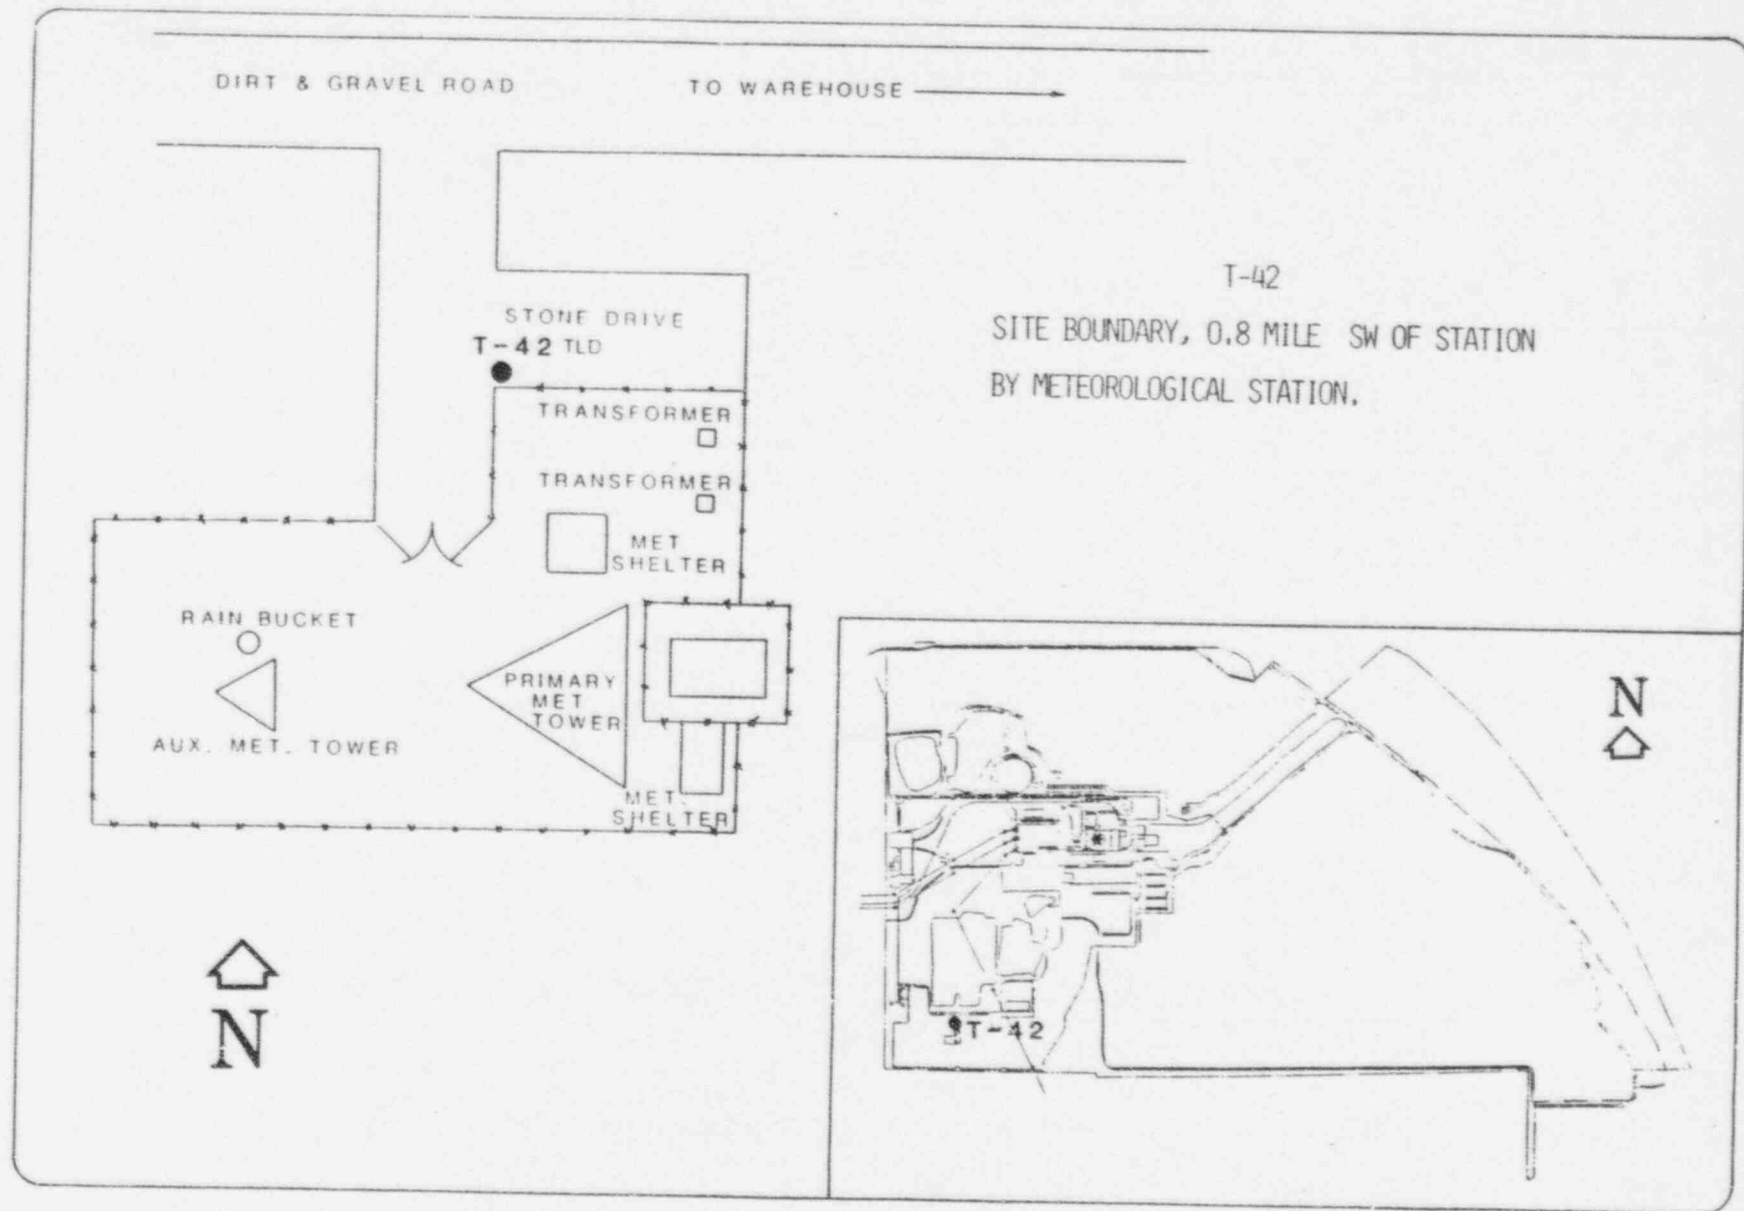 DIRT & GRAVEL ROAD
TO WAREHOUSE
T-42
SITE BOUNDARY, 0.8 MILE SW OF STATION
BY METEOROLOGICAL STATION.
STONE DRIVE
T-42 TLD
TRANSFORMER
TRANSFORMER
MET
SHELTER
RAIN BUCKET
PRIMARY
MET
TOWER
AUX. MET. TOWER
MET.
SHELTER
N
N
T-42